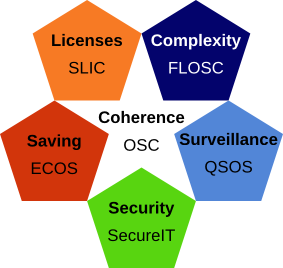 Licenses
SLIC
Complexity
FLOSC
Coherence
OSC
Saving
ECOS
Surveillance
QSOS
Security
SecureIT